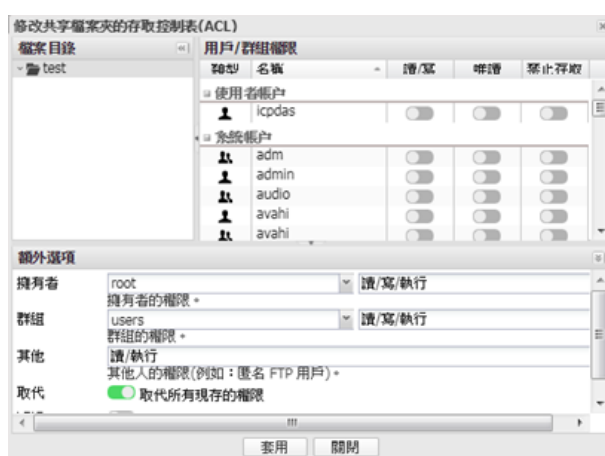 修改共享檔案夾的存取控制表(ACL)
檔案目錄
test
用戶/群組權限
類型 名稱 讀/寫 唯讀 禁止存取
使用者帳戶
icpdas
系統帳戶
adm
admin
audio
avahi
avahi
額外選項
擁有者 root 讀/寫/執行
擁有者的權限。
群組 users 讀/寫/執行
群組的權限。
其他 讀/執行
其他人的權限(例如：匿名 FTP 用戶)。
取代 取代所有現存的權限
套用 關閉